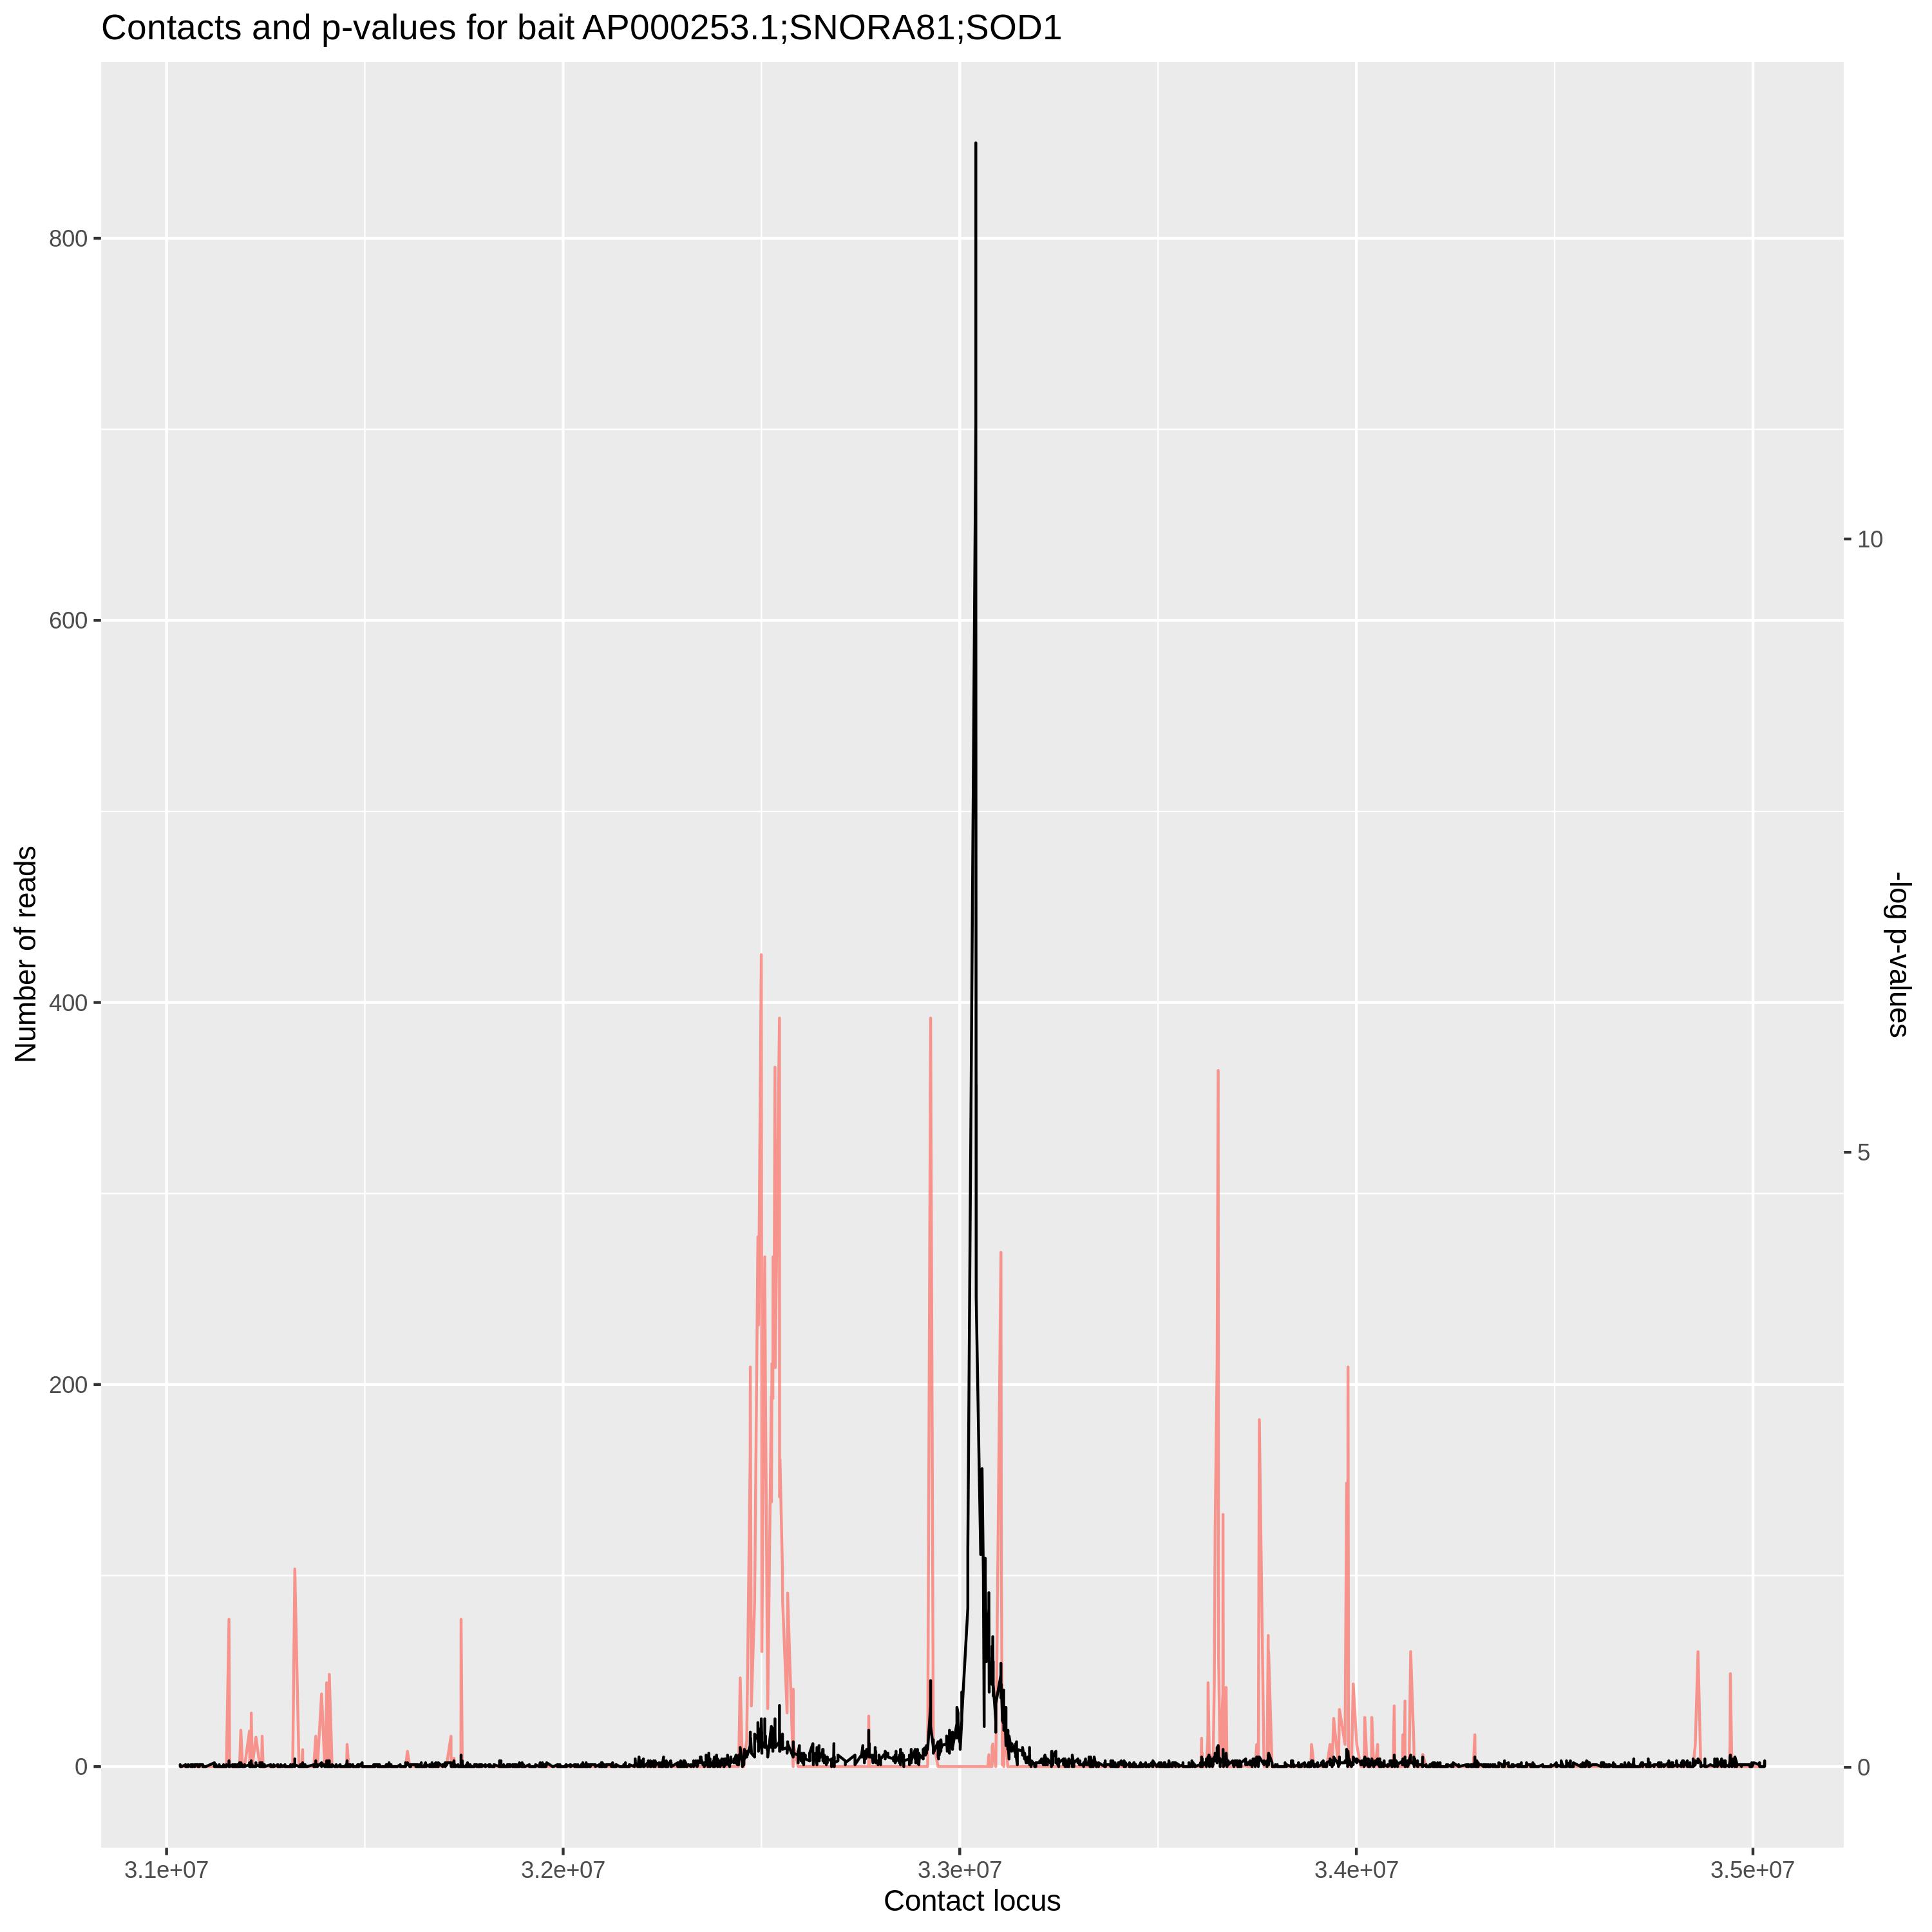 Contacts and p-values for bait AP000253.1;SNORA81;SOD1
800
600
400
200
0
Number of reads
10
5
0
-log p-values
3.1e+07 3.2e+07 3.3e+07 3.4e+07 3.5e+07
Contact locus